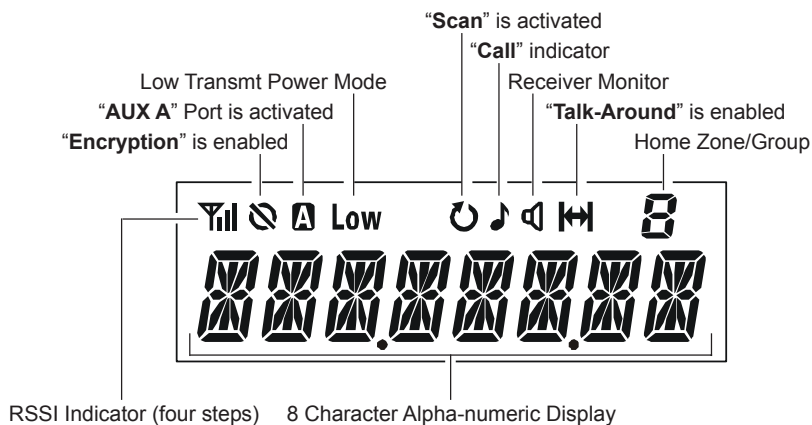 “Scan” is activated
“Call” indicator
Low Transmt Power Mode
Receiver Monitor
“AUX A” Port is activated
“Talk-Around” is enabled
“Encryption” is enabled
Home Zone/Group
A Low 8
RSSI Indicator (four steps)
8 Character Alpha-numeric Display